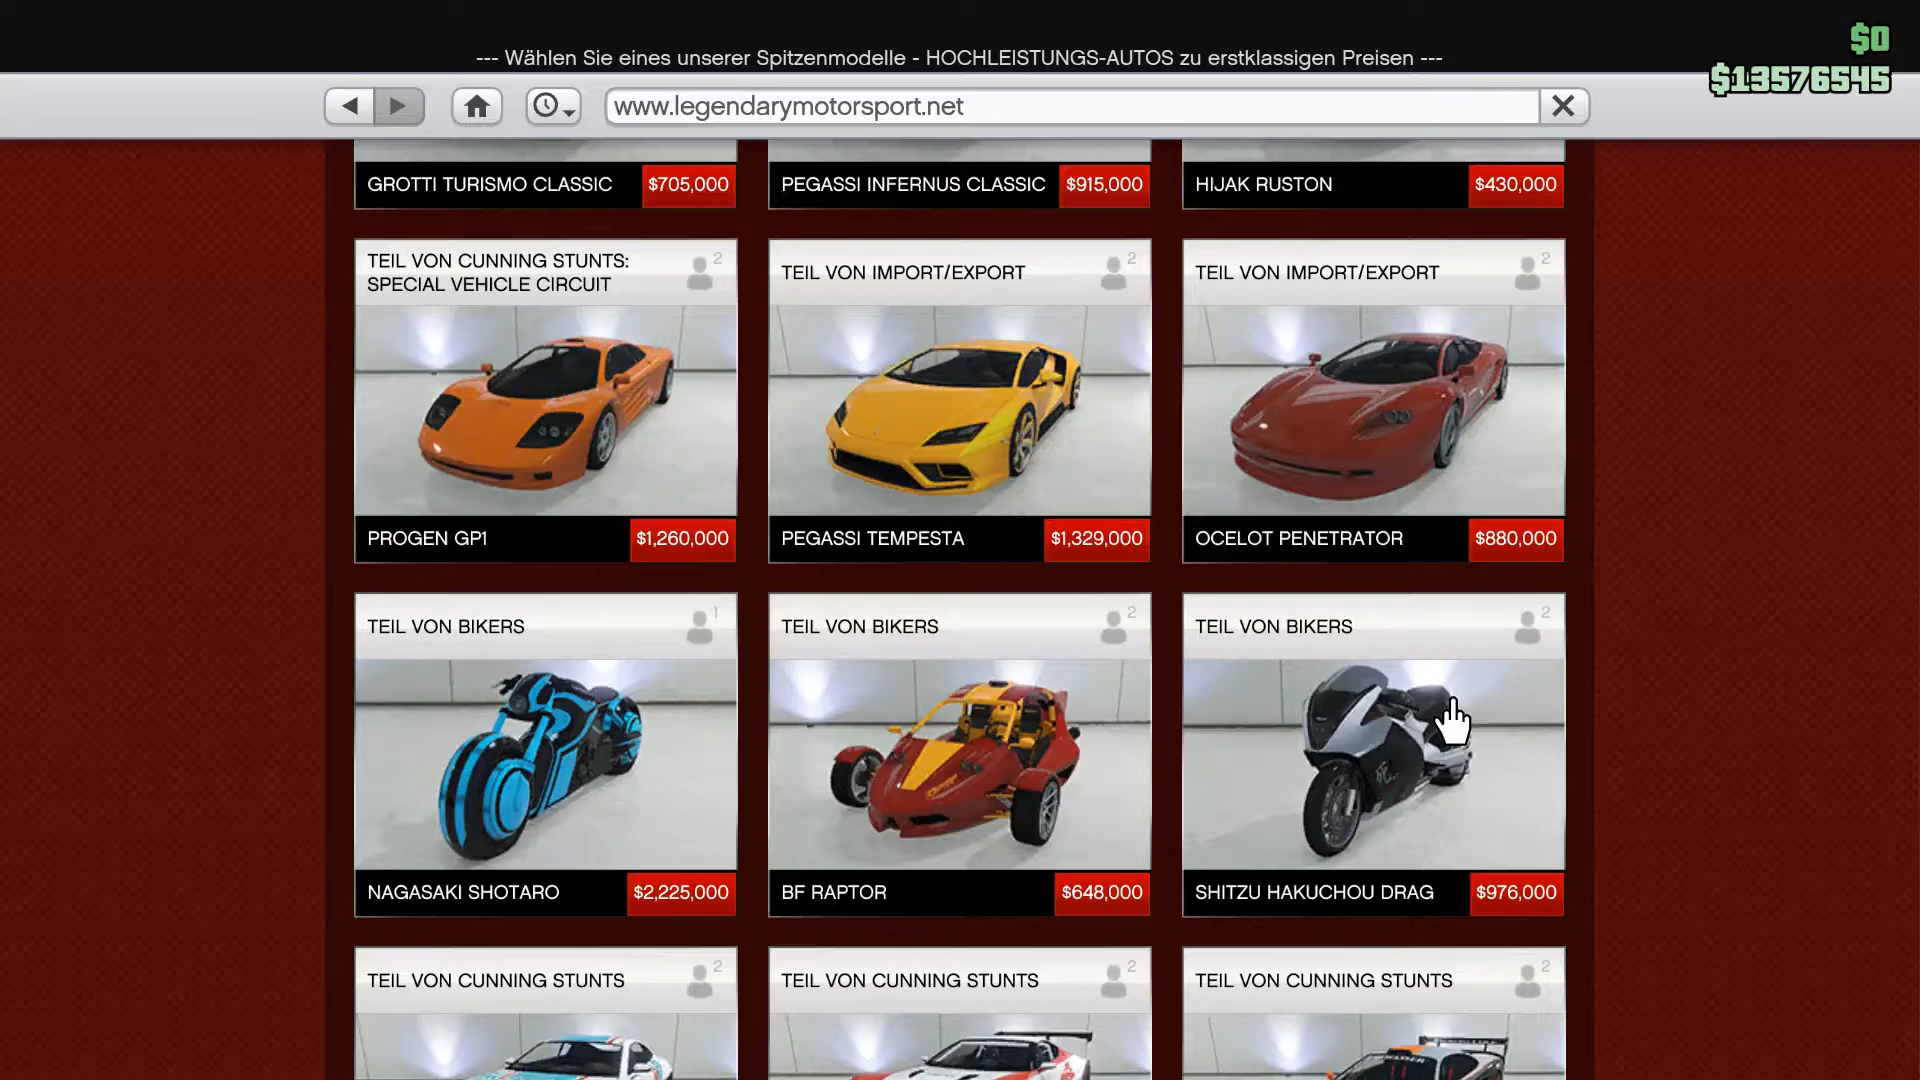 --- Wählen Sie eines unserer Spitzenmodelle - HOCHLEISTUNGS-AUTOS zu erstklassigen Preisen ---
$0
$13576545
www.legendarymotorsport.net
GROTTI TURISMO CLASSIC $705,000
PEGASSI INFERNUS CLASSIC $915,000
HIJAK RUSTON $430,000
TEIL VON CUNNING STUNTS:
SPECIAL VEHICLE CIRCUIT
2
TEIL VON IMPORT/EXPORT 2
TEIL VON IMPORT/EXPORT 2
PROGEN GP1 $1,260,000
PEGASSI TEMPESTA $1,329,000
OCELOT PENETRATOR $880,000
TEIL VON BIKERS 1
TEIL VON BIKERS 2
TEIL VON BIKERS 2
NAGASAKI SHOTARO $2,225,000
BF RAPTOR $648,000
SHITZU HAKUCHOU DRAG $976,000
TEIL VON CUNNING STUNTS 2
TEIL VON CUNNING STUNTS 2
TEIL VON CUNNING STUNTS 2